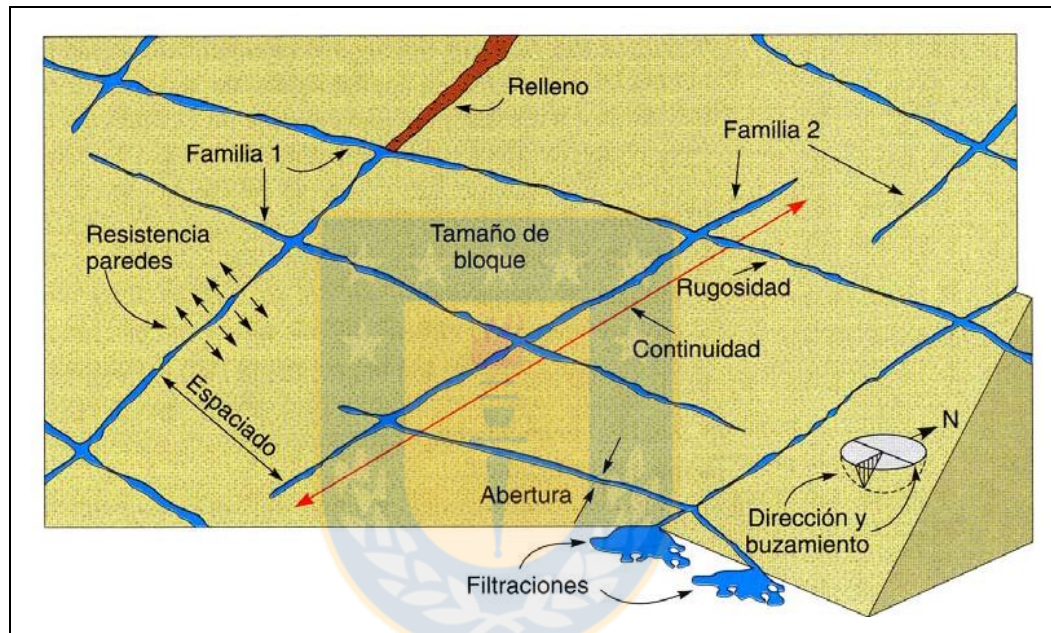 Relleno
Familia 1
Familia 2
Resistencia
paredes
Tamaño de
bloque
Rugosidad
Continuidad
Espaciado
N
Abertura
Dirección y
buzamiento
Filtraciones